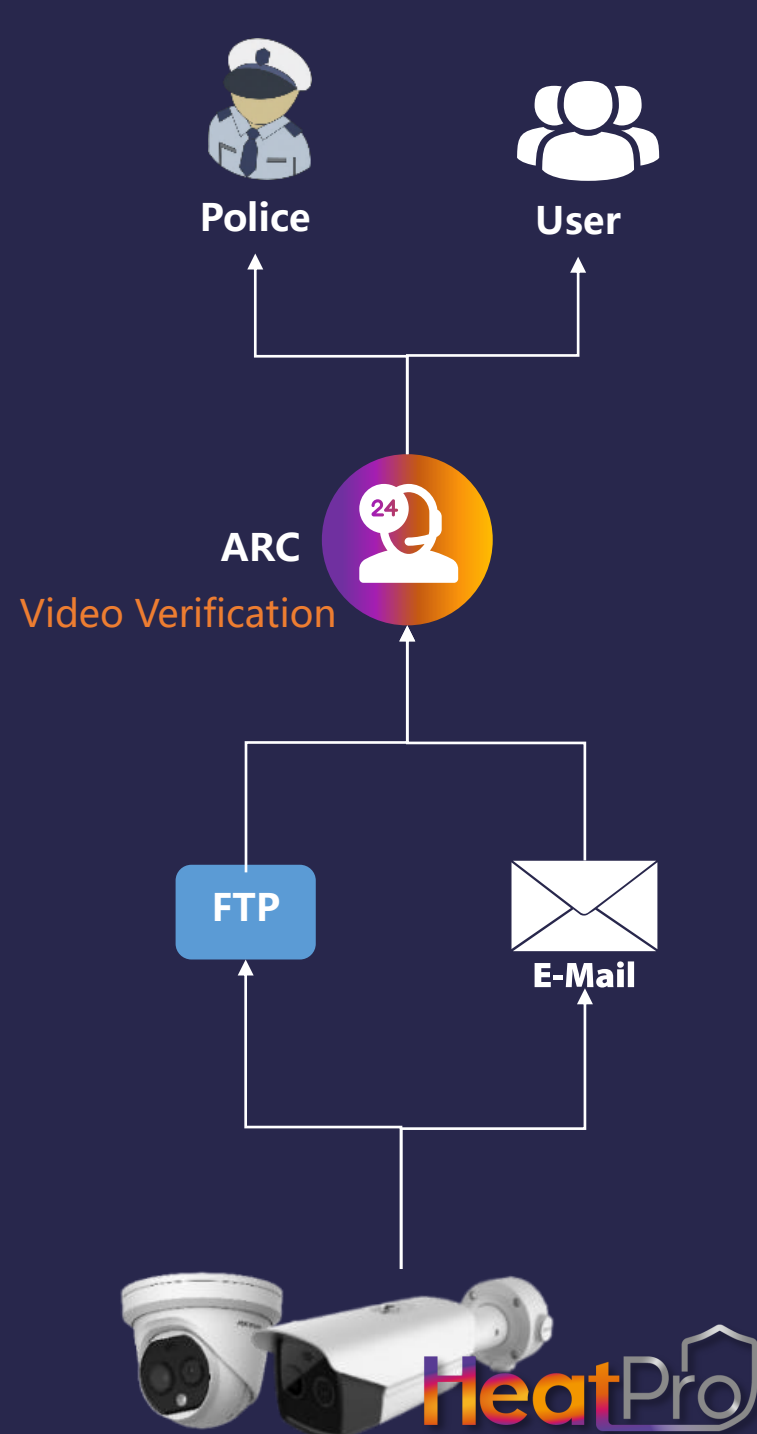 Police
User
24
ARC
Video Verification
FTP
E-Mail
HeatPro